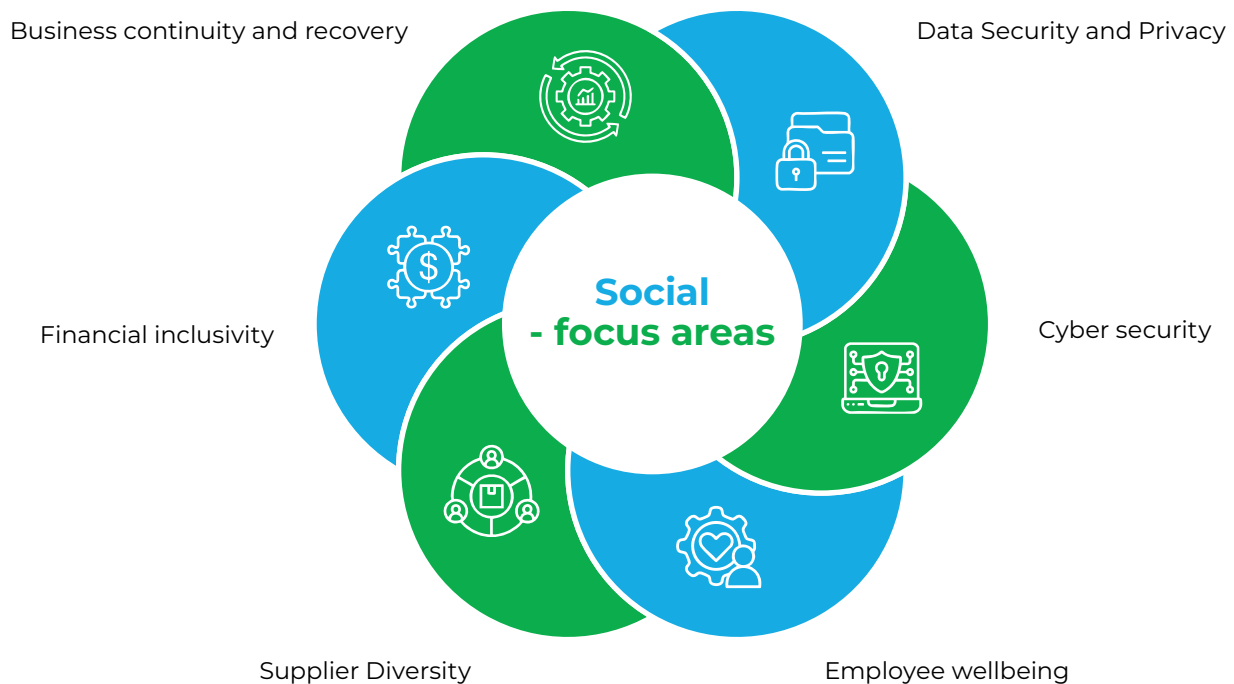 Business continuity and recovery
Data Security and Privacy
$
Social
- focus areas
Financial inclusivity
Cyber security
Supplier Diversity
Employee wellbeing